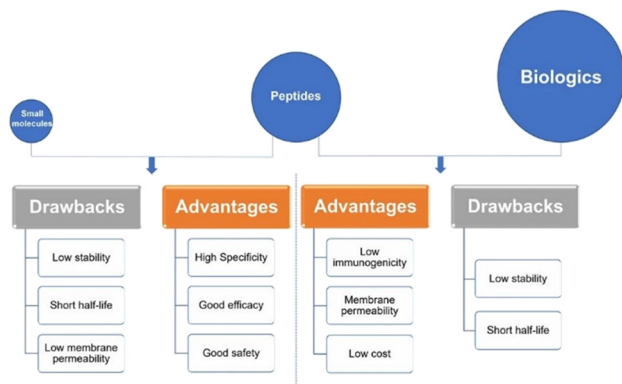 Small
molecules
Peptides
Biologics
Drawbacks
Advantages
Advantages
Drawbacks
Low stability
Short half-life
Low membrane
permeability
High Specificity
Good efficacy
Good safety
Low
immunogenicity
Membrane
permeability
Low cost
Low stability
Short half-life